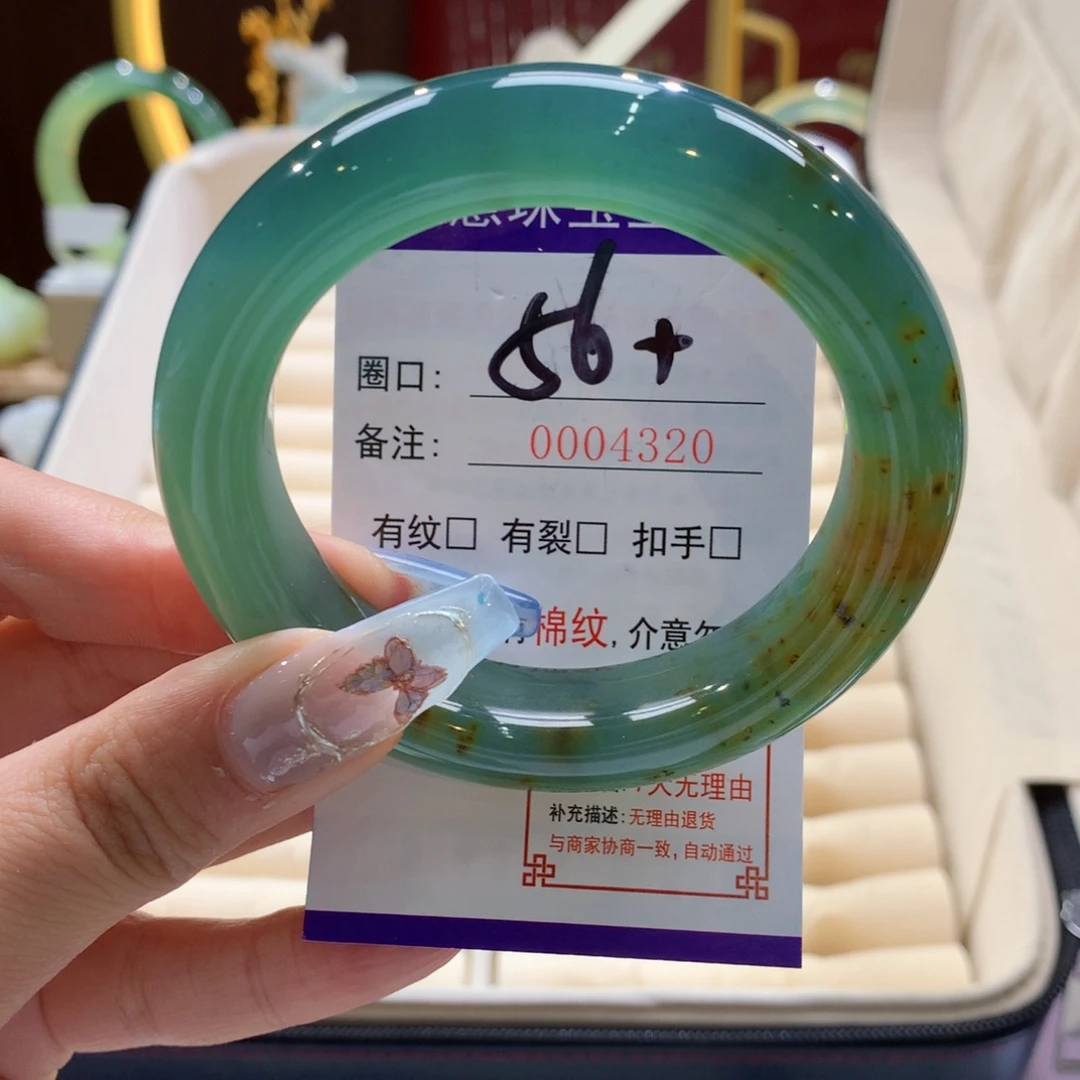 珠宝
圈口: 56+
备注: 0004320
有纹□ 有裂□ 扣手□
棉纹, 介意
无理由
补充描述: 无理由退货
与商家协商一致, 自动通过